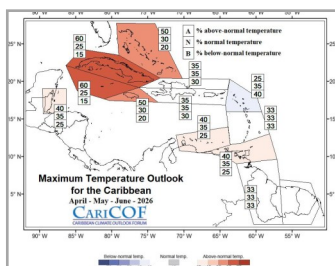 A % above-normal temperature
N % normal temperature
B % below-normal temperature
25°N
20°N
15°N
10°N
5°N
60
25
15
50
30
20
60
25
15
35
35
30
25
35
40
50
30
20
35
35
30
40
35
25
33
33
33
40
35
25
33
33
33
40
35
25
33
33
33
Maximum Temperature Outlook
for the Caribbean
April - May - June - 2026
CARICOF
CARIBBEAN CLIMATE OUTLOOK FORUM
90°W
85°W
80°W
75°W
70°W
65°W
60°W
55°W
Below-normal temp.
Normal temp.
Above-normal temp.